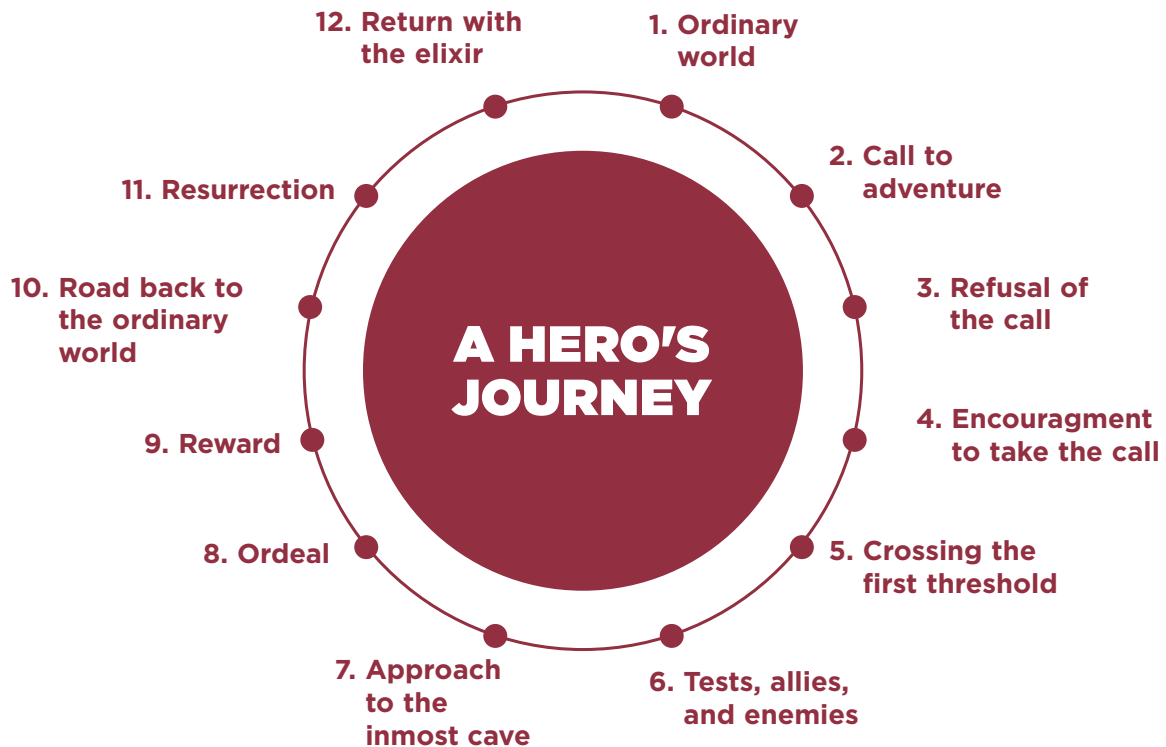 1. Ordinary
world
2. Call to
adventure
3. Refusal of
the call
4. Encouragment
to take the call
5. Crossing the
first threshold
6. Tests, allies,
and enemies
7. Approach
to the
inmost cave
8. Ordeal
9. Reward
10. Road back to
the ordinary
world
11. Resurrection
12. Return with
the elixir
A HERO'S
JOURNEY